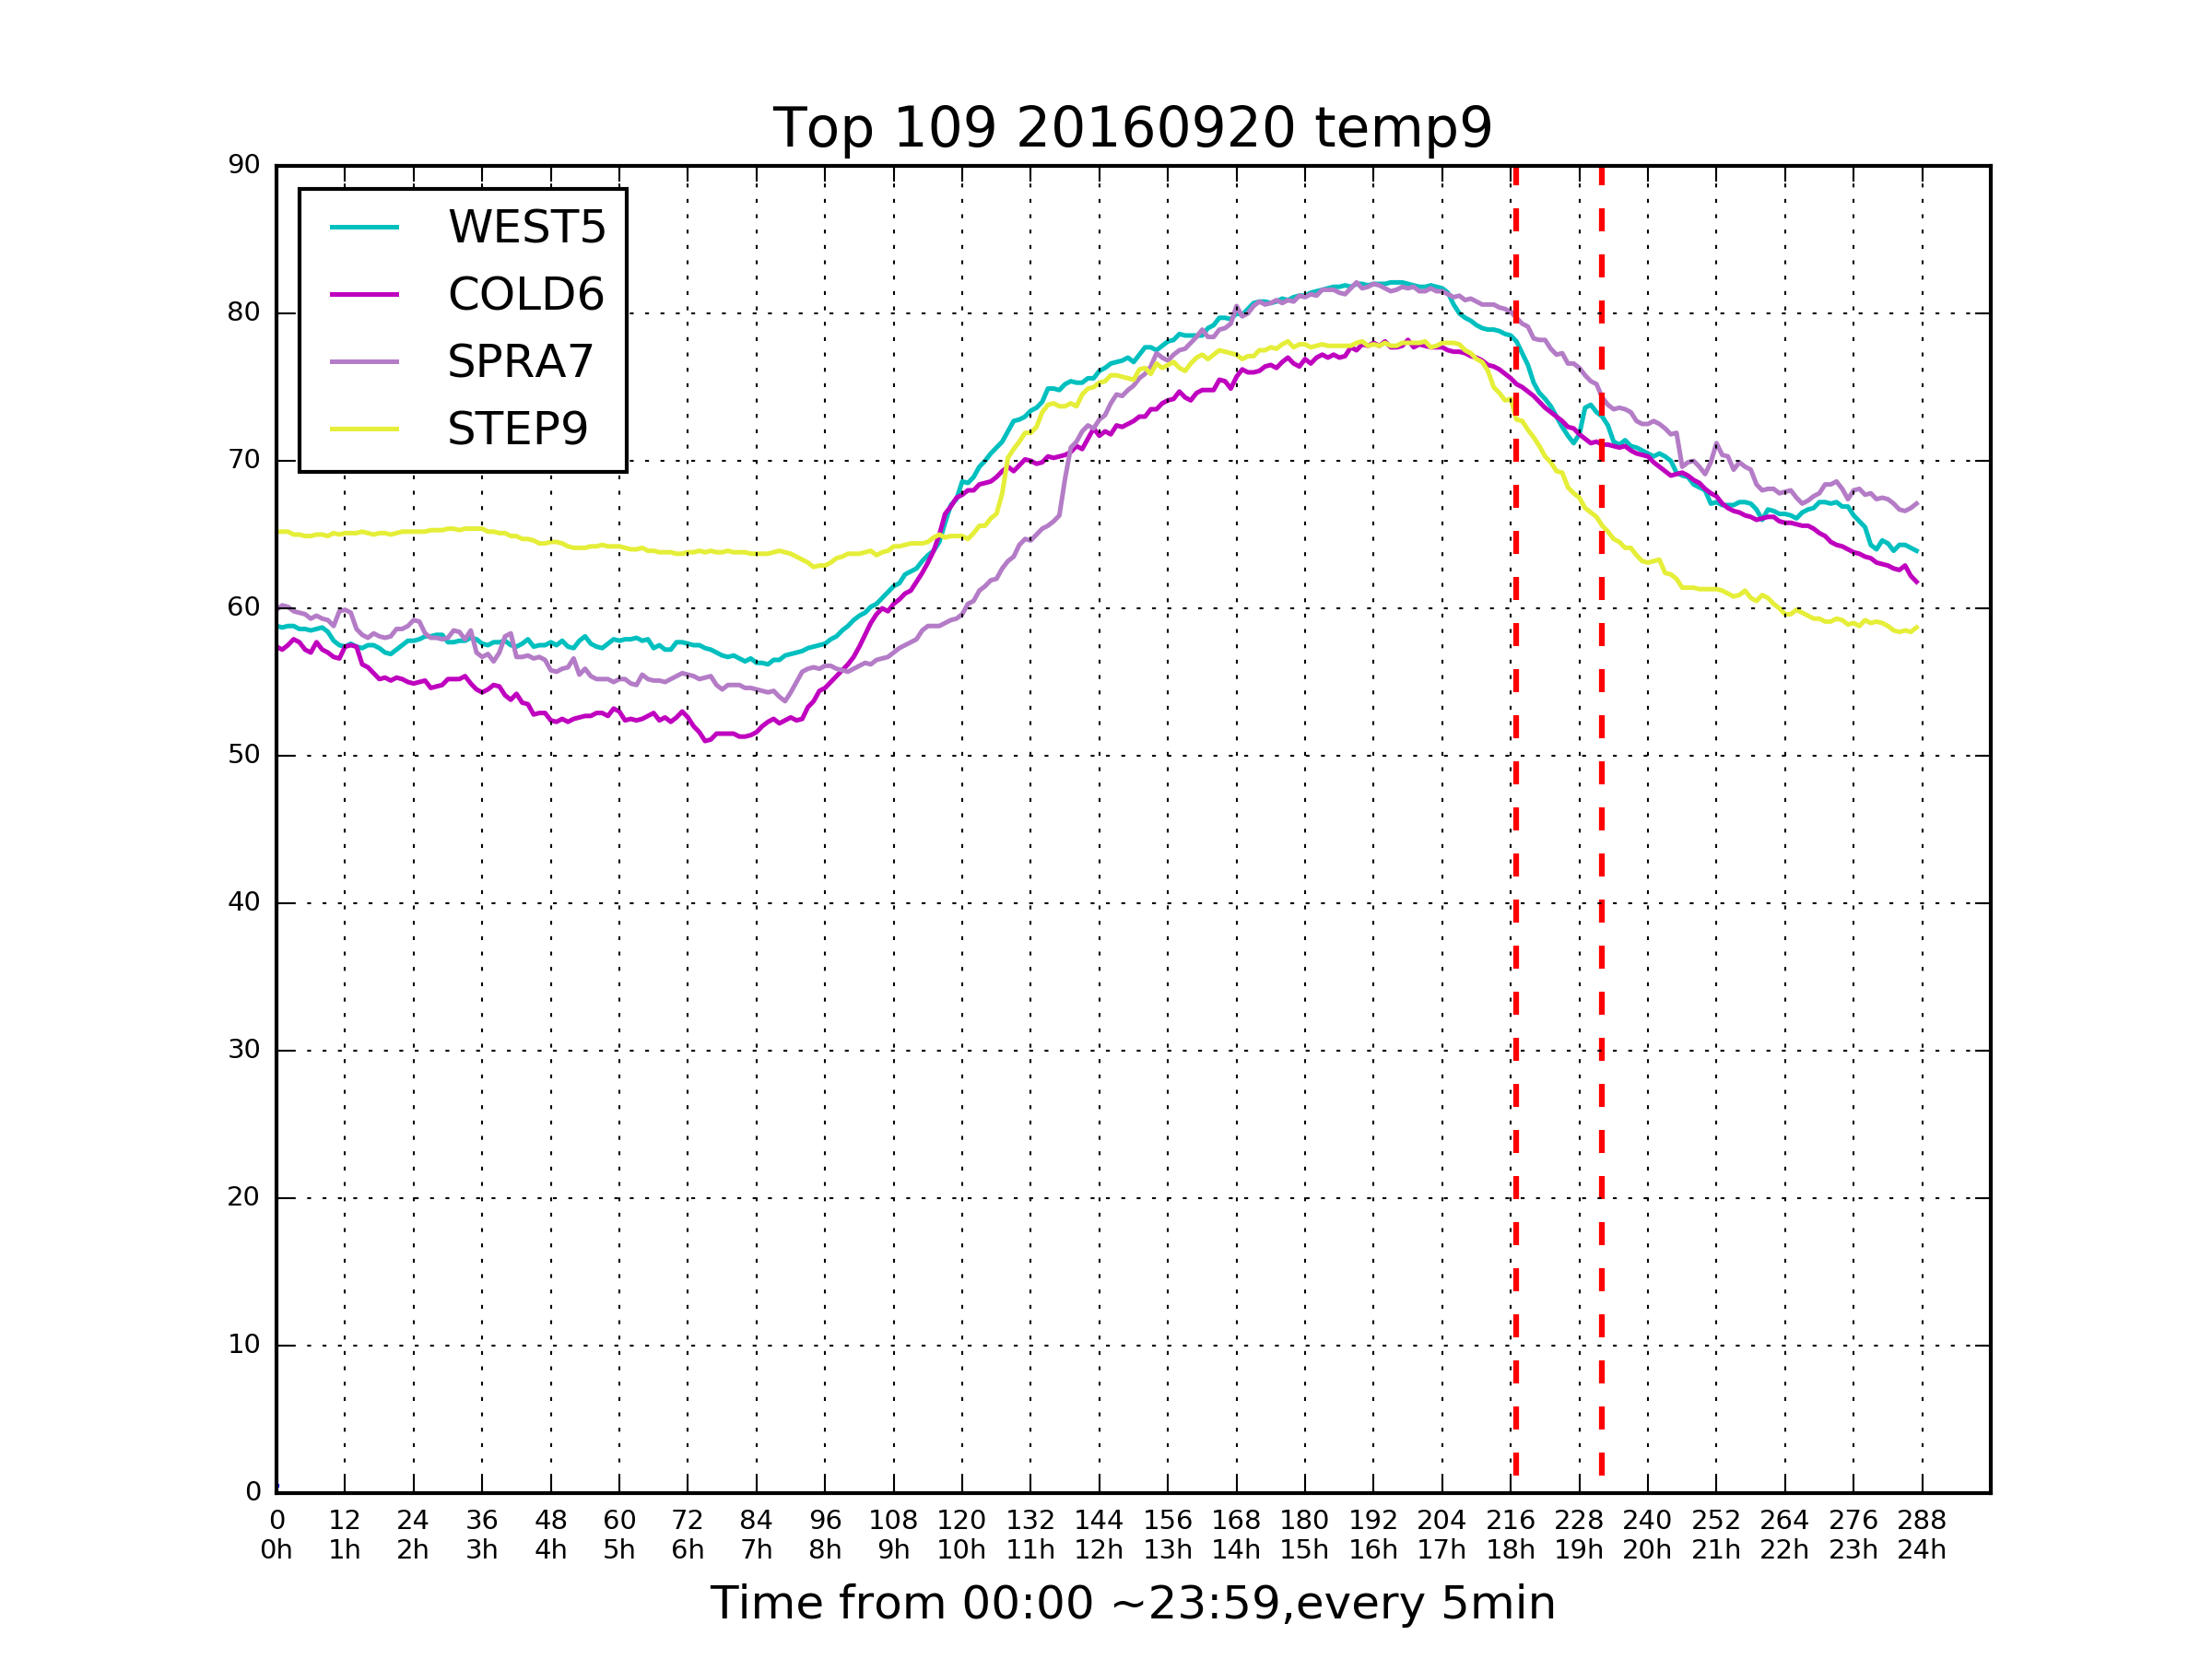 Top 109 20160920 temp9
90
80
70
60
50
40
30
20
10
0
WEST5
COLD6
SPRA7
STEP9
0 12 24 36 48 60 72 84 96 108 120 132 144 156 168 180 192 204 216 228 240 252 264 276 288
0h 1h 2h 3h 4h 5h 6h 7h 8h 9h 10h 11h 12h 13h 14h 15h 16h 17h 18h 19h 20h 21h 22h 23h 24h
Time from 00:00 ~23:59,every 5min